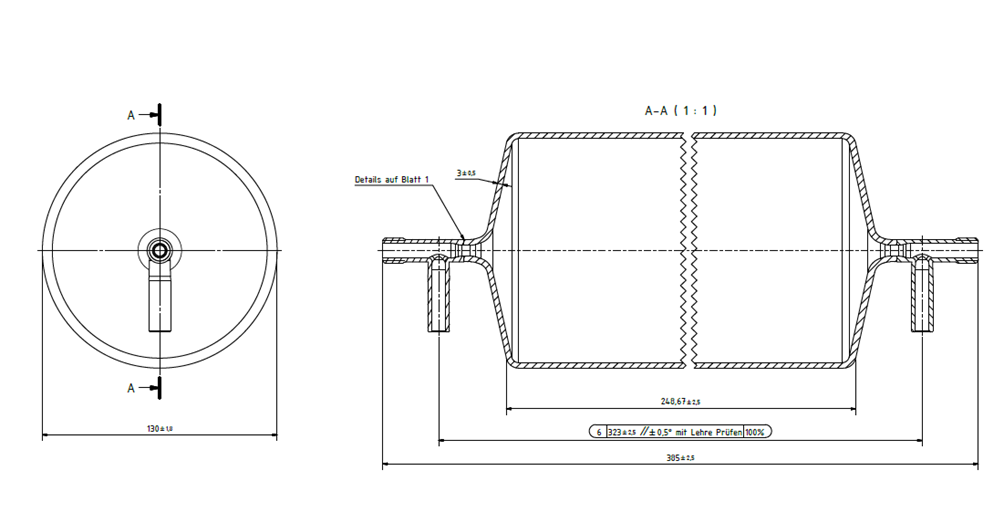 A
A
130±1,0
A-A ( 1 : 1 )
Details auf Blatt 1
3±0,5
248,67±2,5
6 323±2,5 // ±0,5° mit Lehre Prüfen 100%
385±2,5